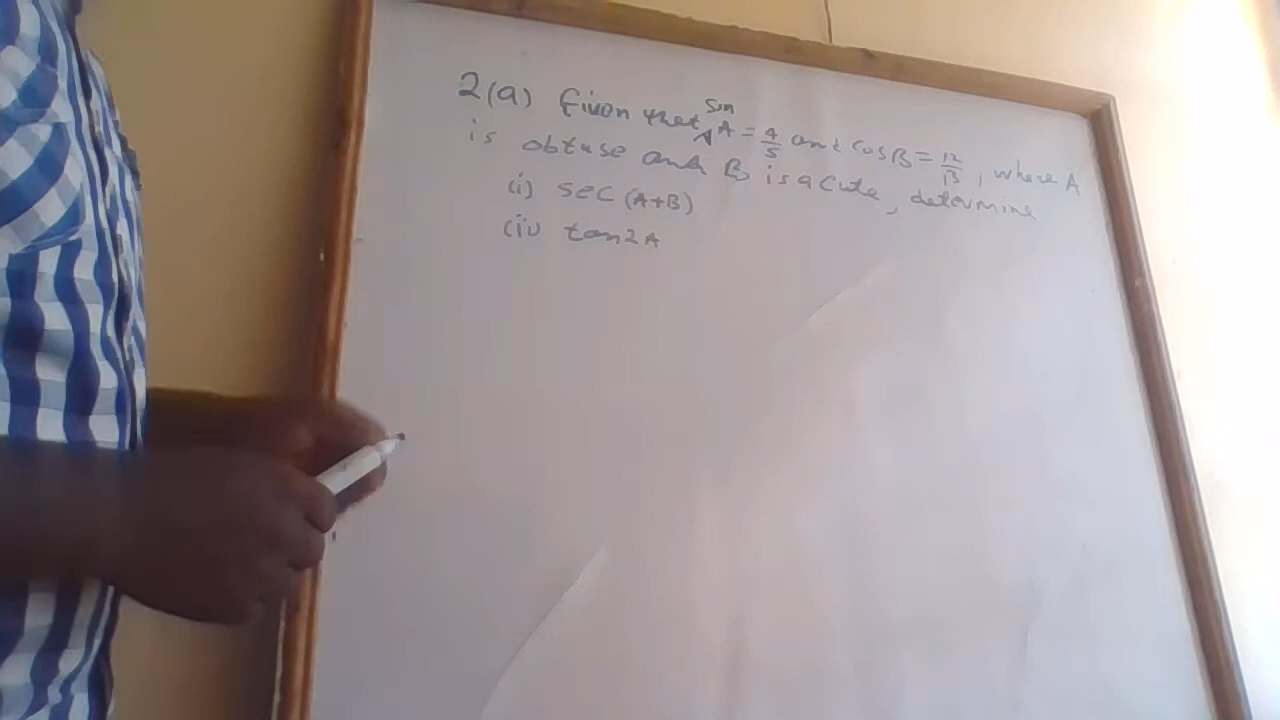 2(a) Given that sin A = 4/5 and cos B = 12/13, where A
is obtuse and B is acute, determine
(i) sec (A+B)
(ii) tan 2A